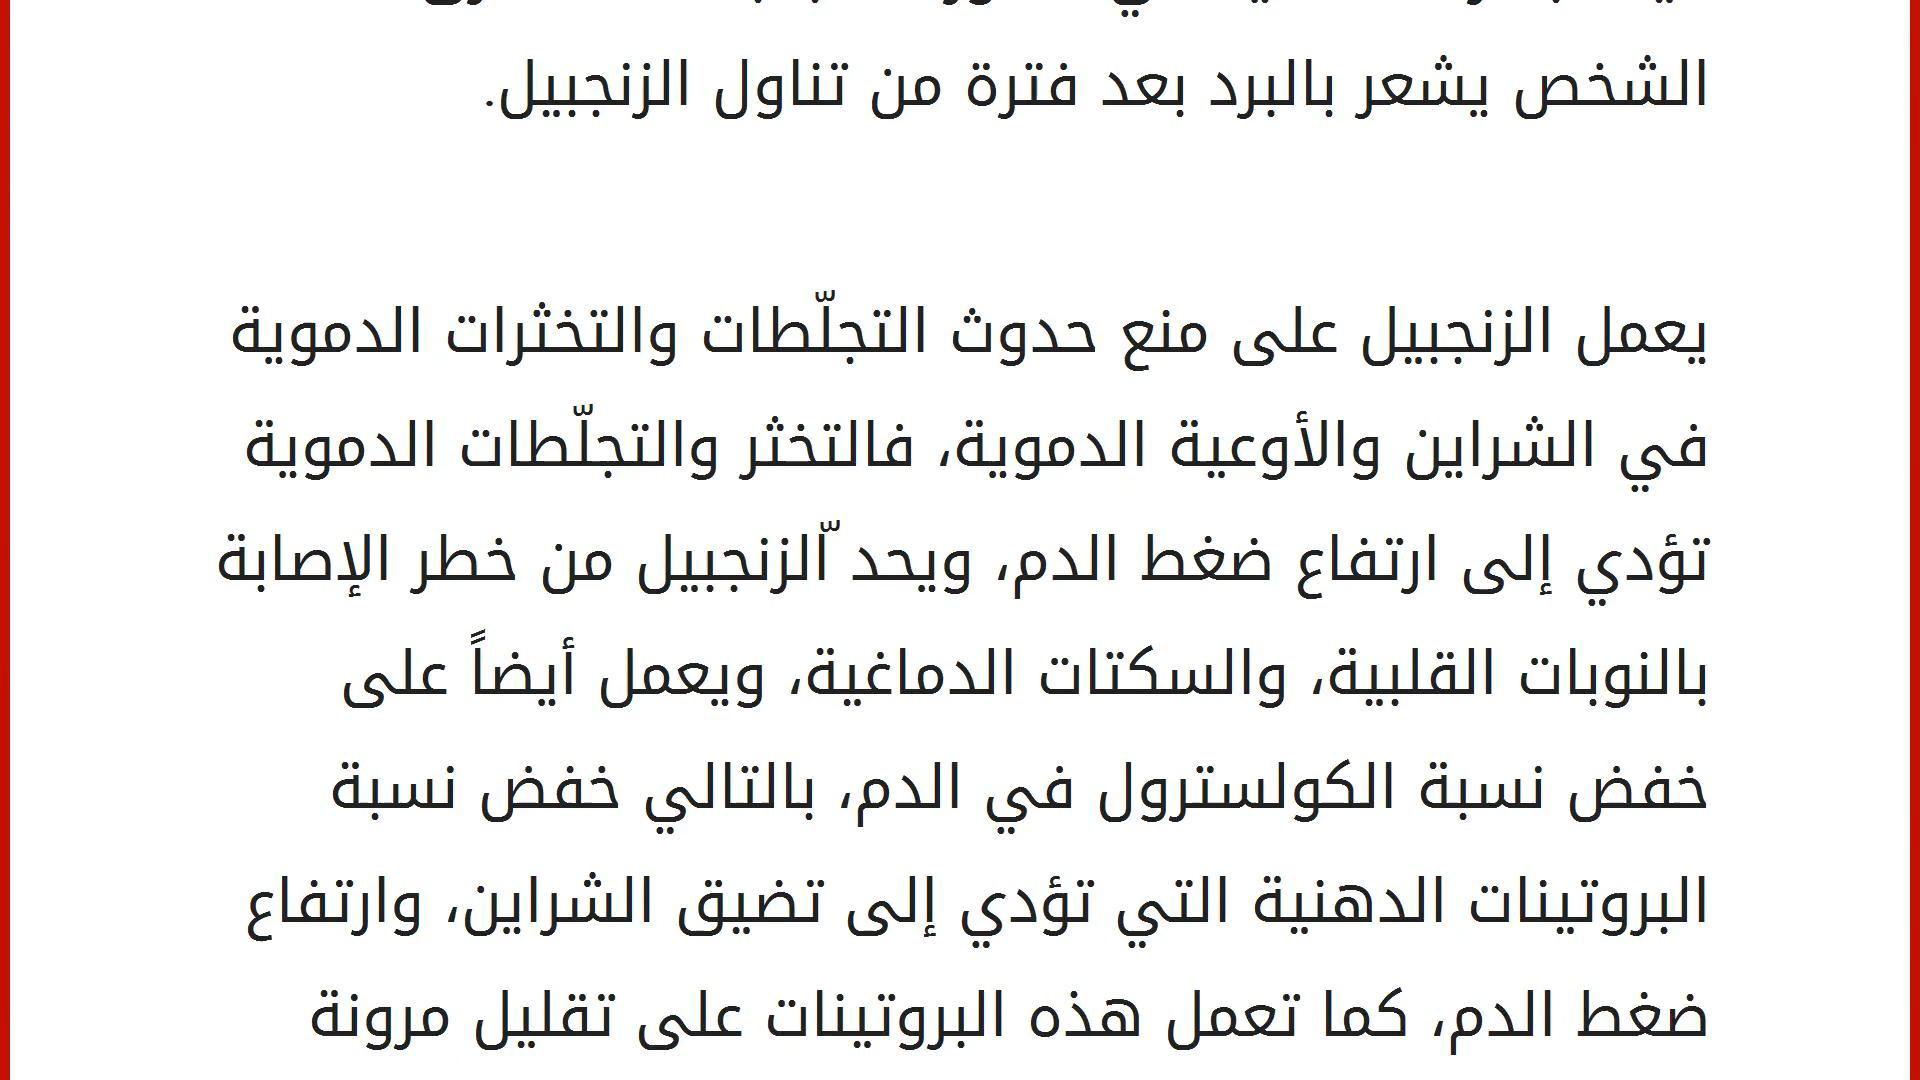 الشخص يشعر بالبرد بعد فترة من تناول الزنجبيل.
يعمل الزنجبيل على منع حدوث التجلّطات والتخثرات الدموية
في الشراين والأوعية الدموية، فالتخثر والتجلّطات الدموية
تؤدي إلى ارتفاع ضغط الدم، ويحد ّالزنجبيل من خطر الإصابة
بالنوبات القلبية، والسكتات الدماغية، ويعمل أيضاً على
خفض نسبة الكولسترول في الدم، بالتالي خفض نسبة
البروتينات الدهنية التي تؤدي إلى تضيق الشراين، وارتفاع
ضغط الدم، كما تعمل هذه البروتينات على تقليل مرونة